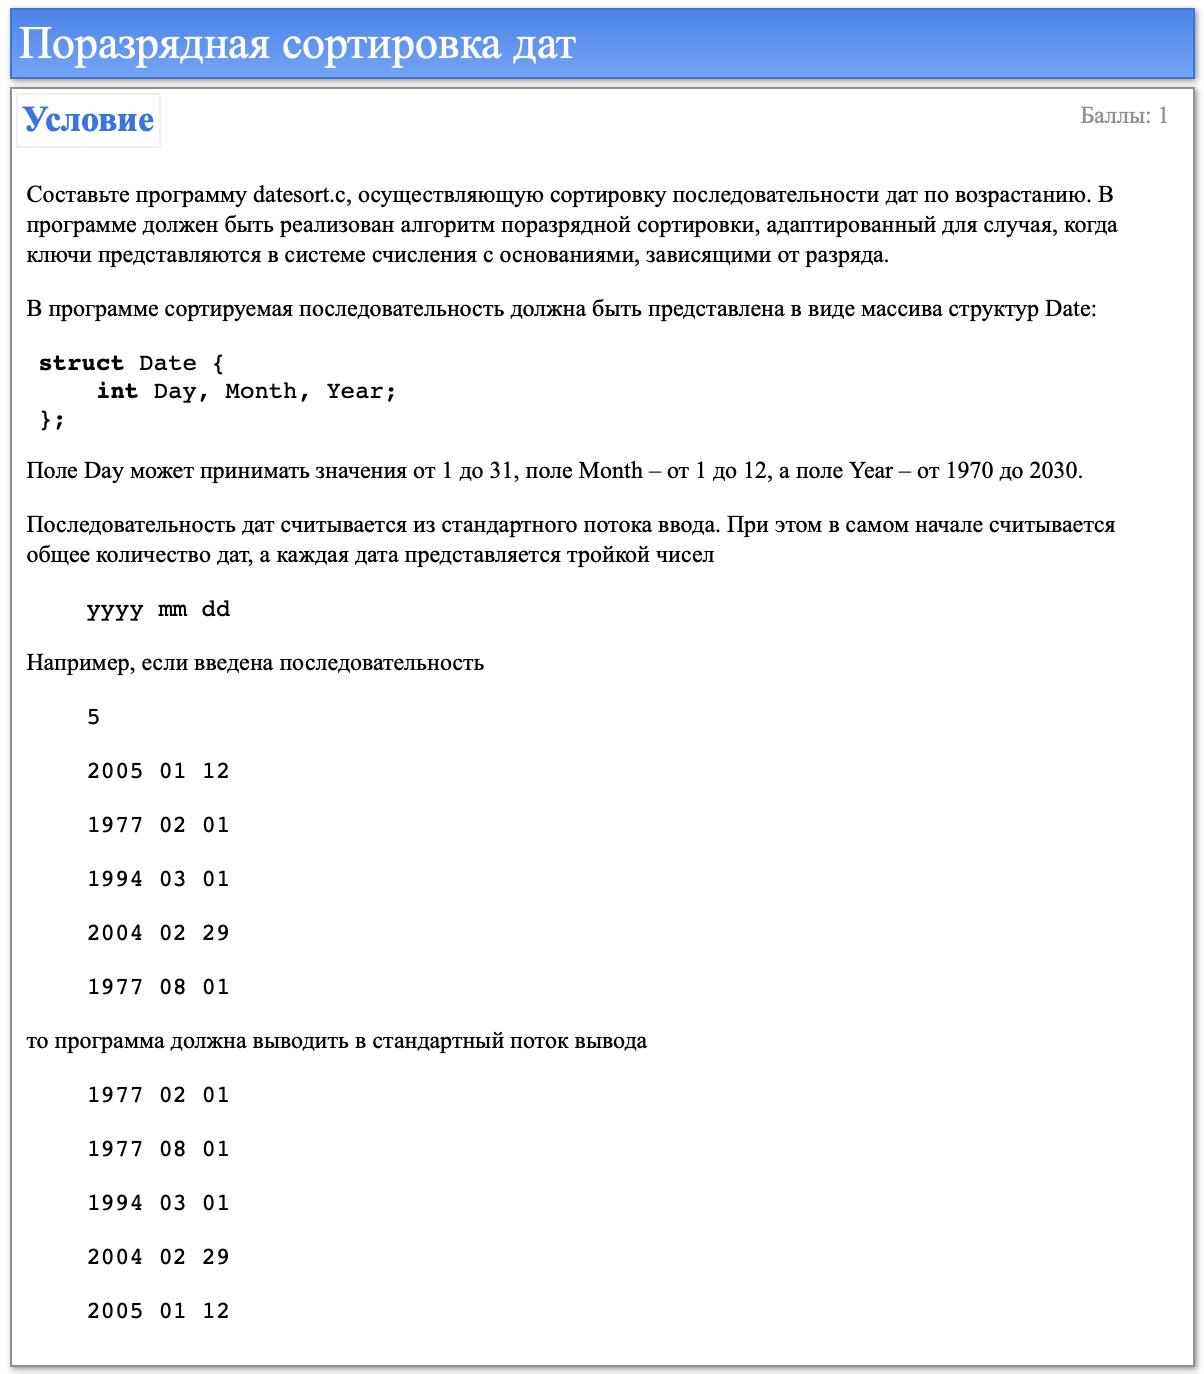 Поразрядная сортировка дат
Условие
Баллы: 1
Составьте программу datesort.c, осуществляющую сортировку последовательности дат по возрастанию. В
программе должен быть реализован алгоритм поразрядной сортировки, адаптированный для случая, когда
ключи представляются в системе счисления с основаниями, зависящими от разряда.
В программе сортируемая последовательность должна быть представлена в виде массива структур Date:
struct Date {
    int Day, Month, Year;
};
Поле Day может принимать значения от 1 до 31, поле Month – от 1 до 12, а поле Year – от 1970 до 2030.
Последовательность дат считывается из стандартного потока ввода. При этом в самом начале считывается
общее количество дат, а каждая дата представляется тройкой чисел
yyyy mm dd
Например, если введена последовательность
5
2005 01 12
1977 02 01
1994 03 01
2004 02 29
1977 08 01
то программа должна выводить в стандартный поток вывода
1977 02 01
1977 08 01
1994 03 01
2004 02 29
2005 01 12